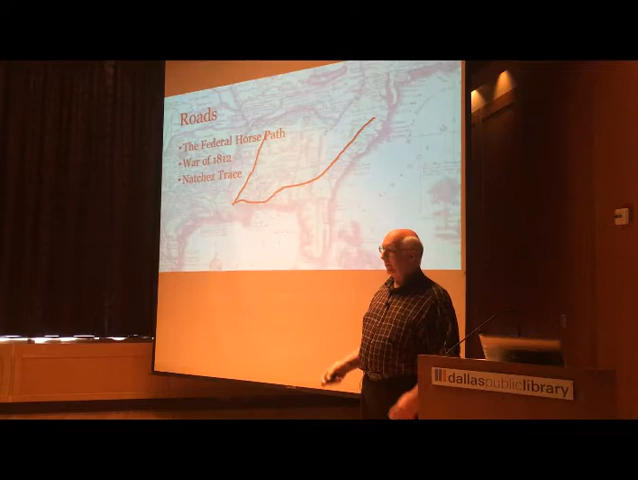 Roads
•The Federal Horse Path
•War of 1812
•Natchez Trace
dallaspubliclibrary